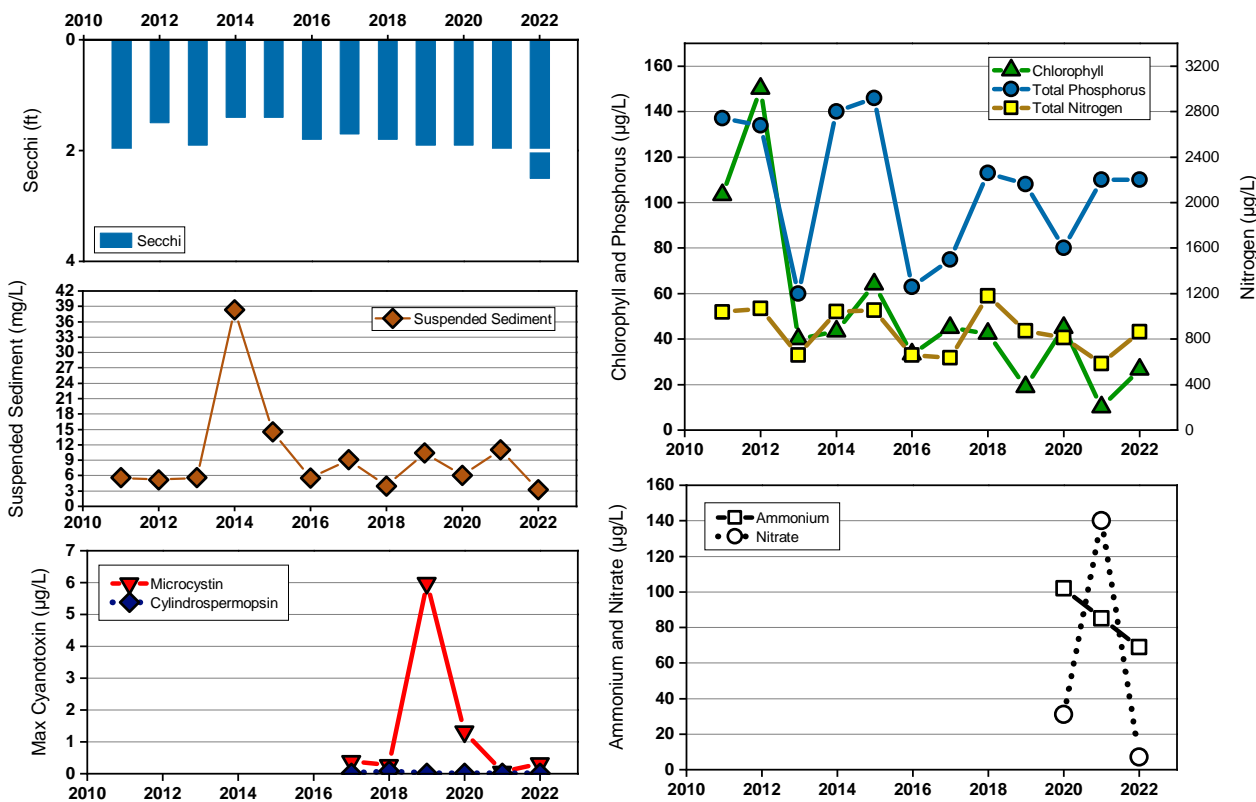 2010 2012 2014 2016 2018 2020 2022
0
2
4
Secchi (ft)
Secchi
42
39
36
33
30
27
24
21
18
15
12
9
6
3
0
Suspended Sediment (mg/L)
Suspended Sediment
2010 2012 2014 2016 2018 2020 2022
7
6
5
4
3
2
1
0
Max Cyanotoxin (µg/L)
Microcystin
Cylindrospermopsin
2010 2012 2014 2016 2018 2020 2022
160
140
120
100
80
60
40
20
0
Chlorophyll and Phosphorus (µg/L)
Chlorophyll
Total Phosphorus
Total Nitrogen
3200
2800
2400
2000
1600
1200
800
400
0
Nitrogen (µg/L)
2010 2012 2014 2016 2018 2020 2022
160
140
120
100
80
60
40
20
0
Ammonium and Nitrate (µg/L)
Ammonium
Nitrate
2010 2012 2014 2016 2018 2020 2022